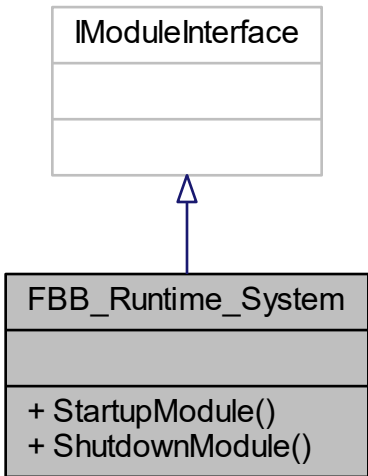 IModuleInterface
FBB_Runtime_System
+ StartupModule()
+ ShutdownModule()